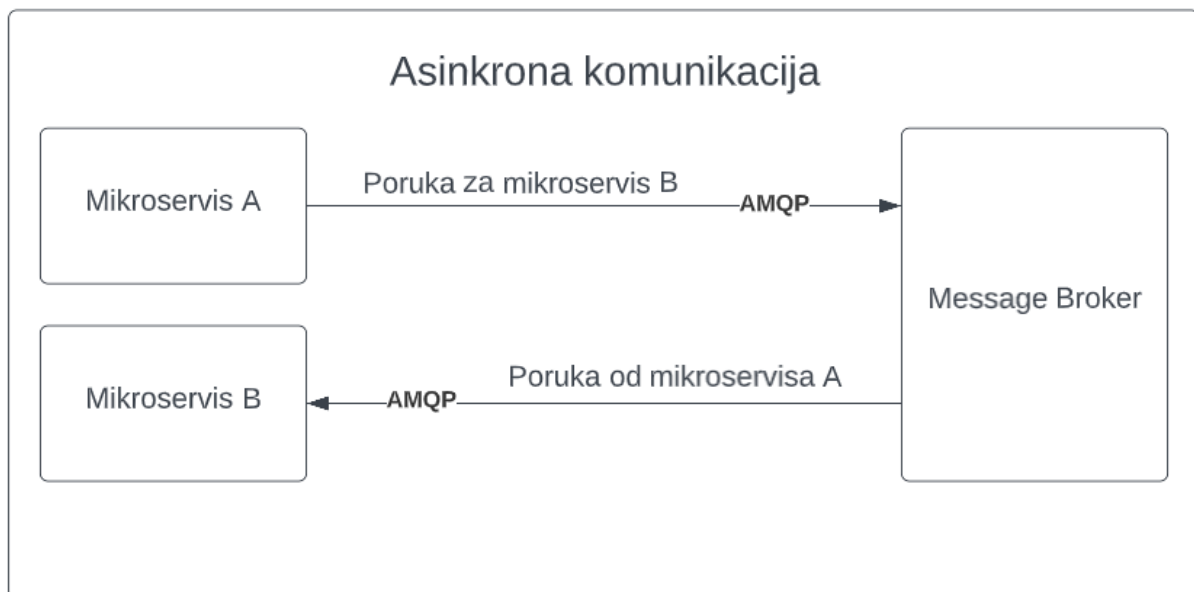 Asinkrona komunikacija
Mikroservis A
Poruka za mikroservis B
AMQP
Message Broker
Mikroservis B
AMQP
Poruka od mikroservisa A